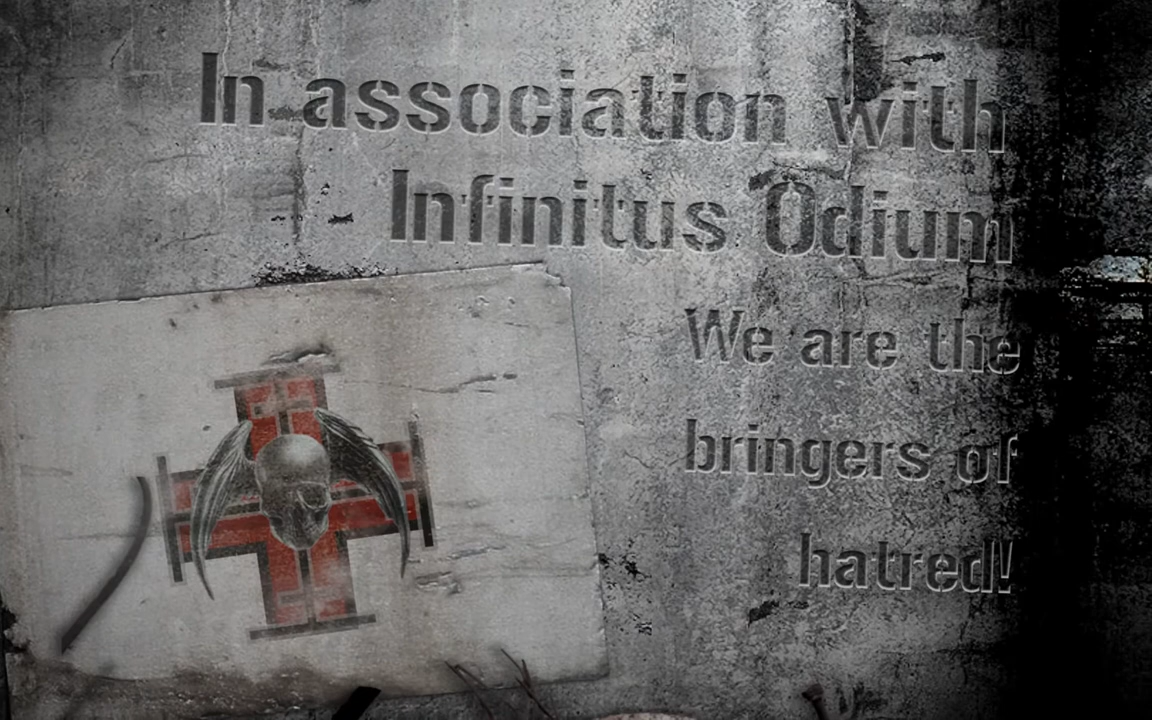 In association with
Infinitus Odium
We are the
bringers of
hatred!